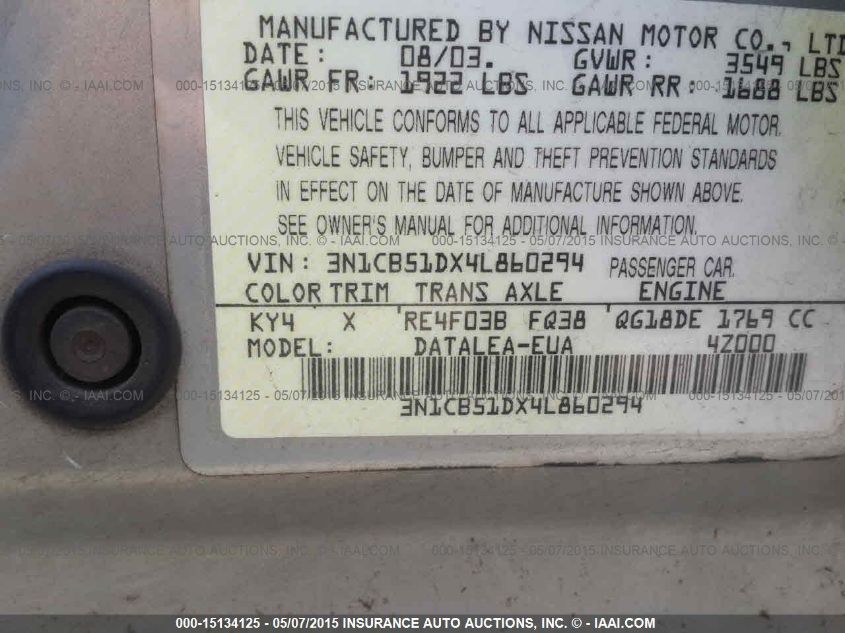 MANUFACTURED BY NISSAN MOTOR CO., LTD
DATE: 08/03. GVWR: 3549 LBS
GAWR FR: 1922 LBS GAWR RR: 1688 LBS
THIS VEHICLE CONFORMS TO ALL APPLICABLE FEDERAL MOTOR
VEHICLE SAFETY, BUMPER AND THEFT PREVENTION STANDARDS
IN EFFECT ON THE DATE OF MANUFACTURE SHOWN ABOVE.
SEE OWNER'S MANUAL FOR ADDITIONAL INFORMATION.
VIN: 3N1CB51DX4L860294 PASSENGER CAR.
COLOR TRIM TRANS AXLE ENGINE
KY4 X RE4F03B FQ38 QG18DE 1769 CC
MODEL: DATALEA-EUA 4Z000
3N1CB51DX4L860294
000-15134125 - 05/07/2015 INSURANCE AUTO AUCTIONS, INC. - © IAAI.COM